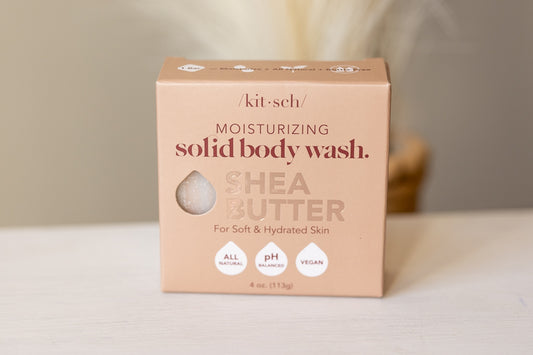 /kit•sch/
MOISTURIZING
solid body wash.
SHEA
BUTTER
For Soft & Hydrated Skin
ALL
NATURAL
pH
BALANCED
VEGAN
4 oz. (113g)